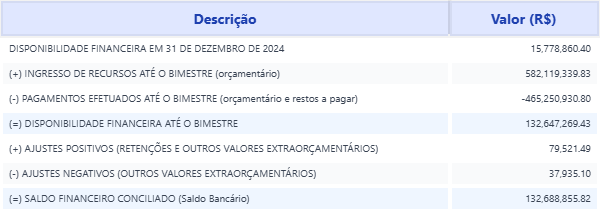 Descrição Valor (R$)
DISPONIBILIDADE FINANCEIRA EM 31 DE DEZEMBRO DE 2024 15,778,860.40
(+) INGRESSO DE RECURSOS ATÉ O BIMESTRE (orçamentário) 582,119,339.83
(-) PAGAMENTOS EFETUADOS ATÉ O BIMESTRE (orçamentário e restos a pagar) -465,250,930.80
(=) DISPONIBILIDADE FINANCEIRA ATÉ O BIMESTRE 132,647,269.43
(+) AJUSTES POSITIVOS (RETENÇÕES E OUTROS VALORES EXTRAORÇAMENTÁRIOS) 79,521.49
(-) AJUSTES NEGATIVOS (OUTROS VALORES EXTRAORÇAMENTÁRIOS) 37,935.10
(=) SALDO FINANCEIRO CONCILIADO (Saldo Bancário) 132,688,855.82